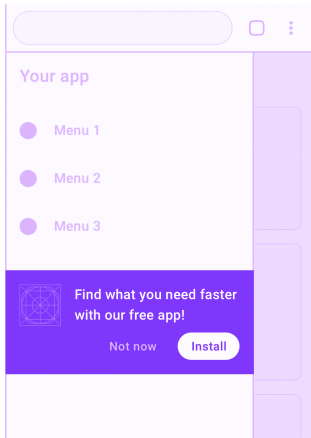 Your app
Menu 1
Menu 2
Menu 3
Find what you need faster
with our free app!
Not now
Install